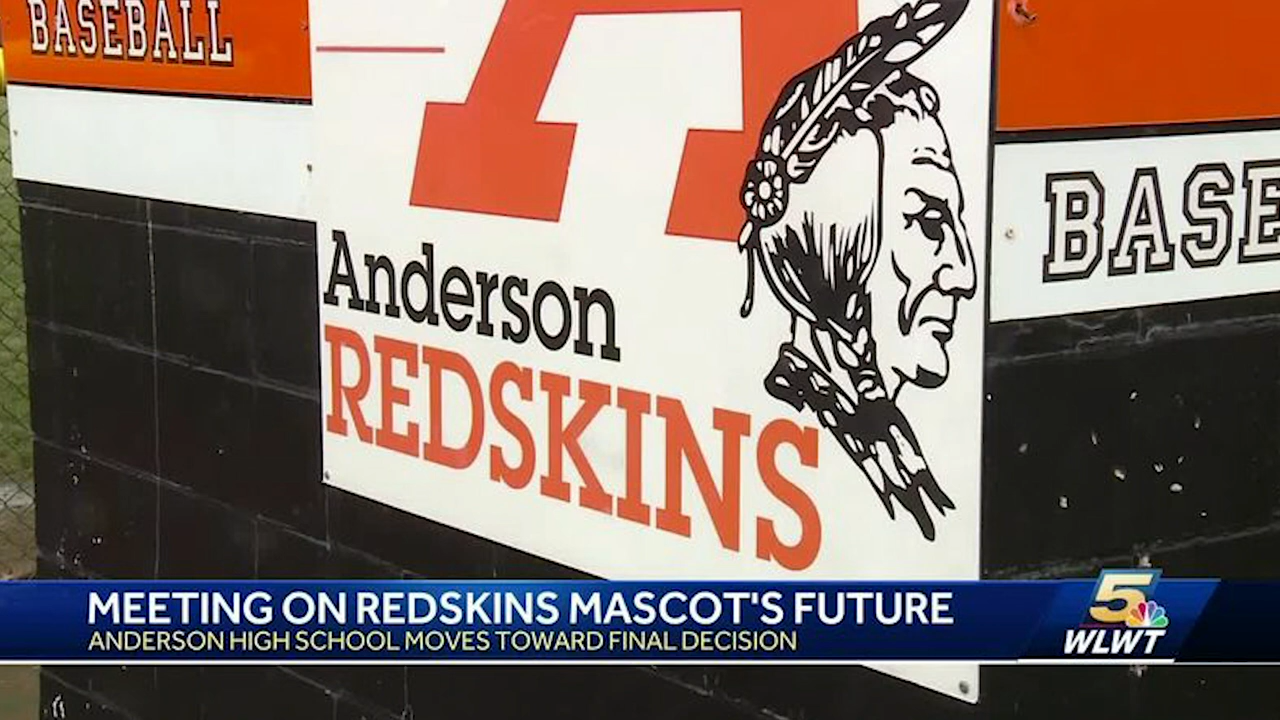 BASEBALL
A
Anderson
REDSKINS
BASE
MEETING ON REDSKINS MASCOT'S FUTURE
ANDERSON HIGH SCHOOL MOVES TOWARD FINAL DECISION
5
WLWT